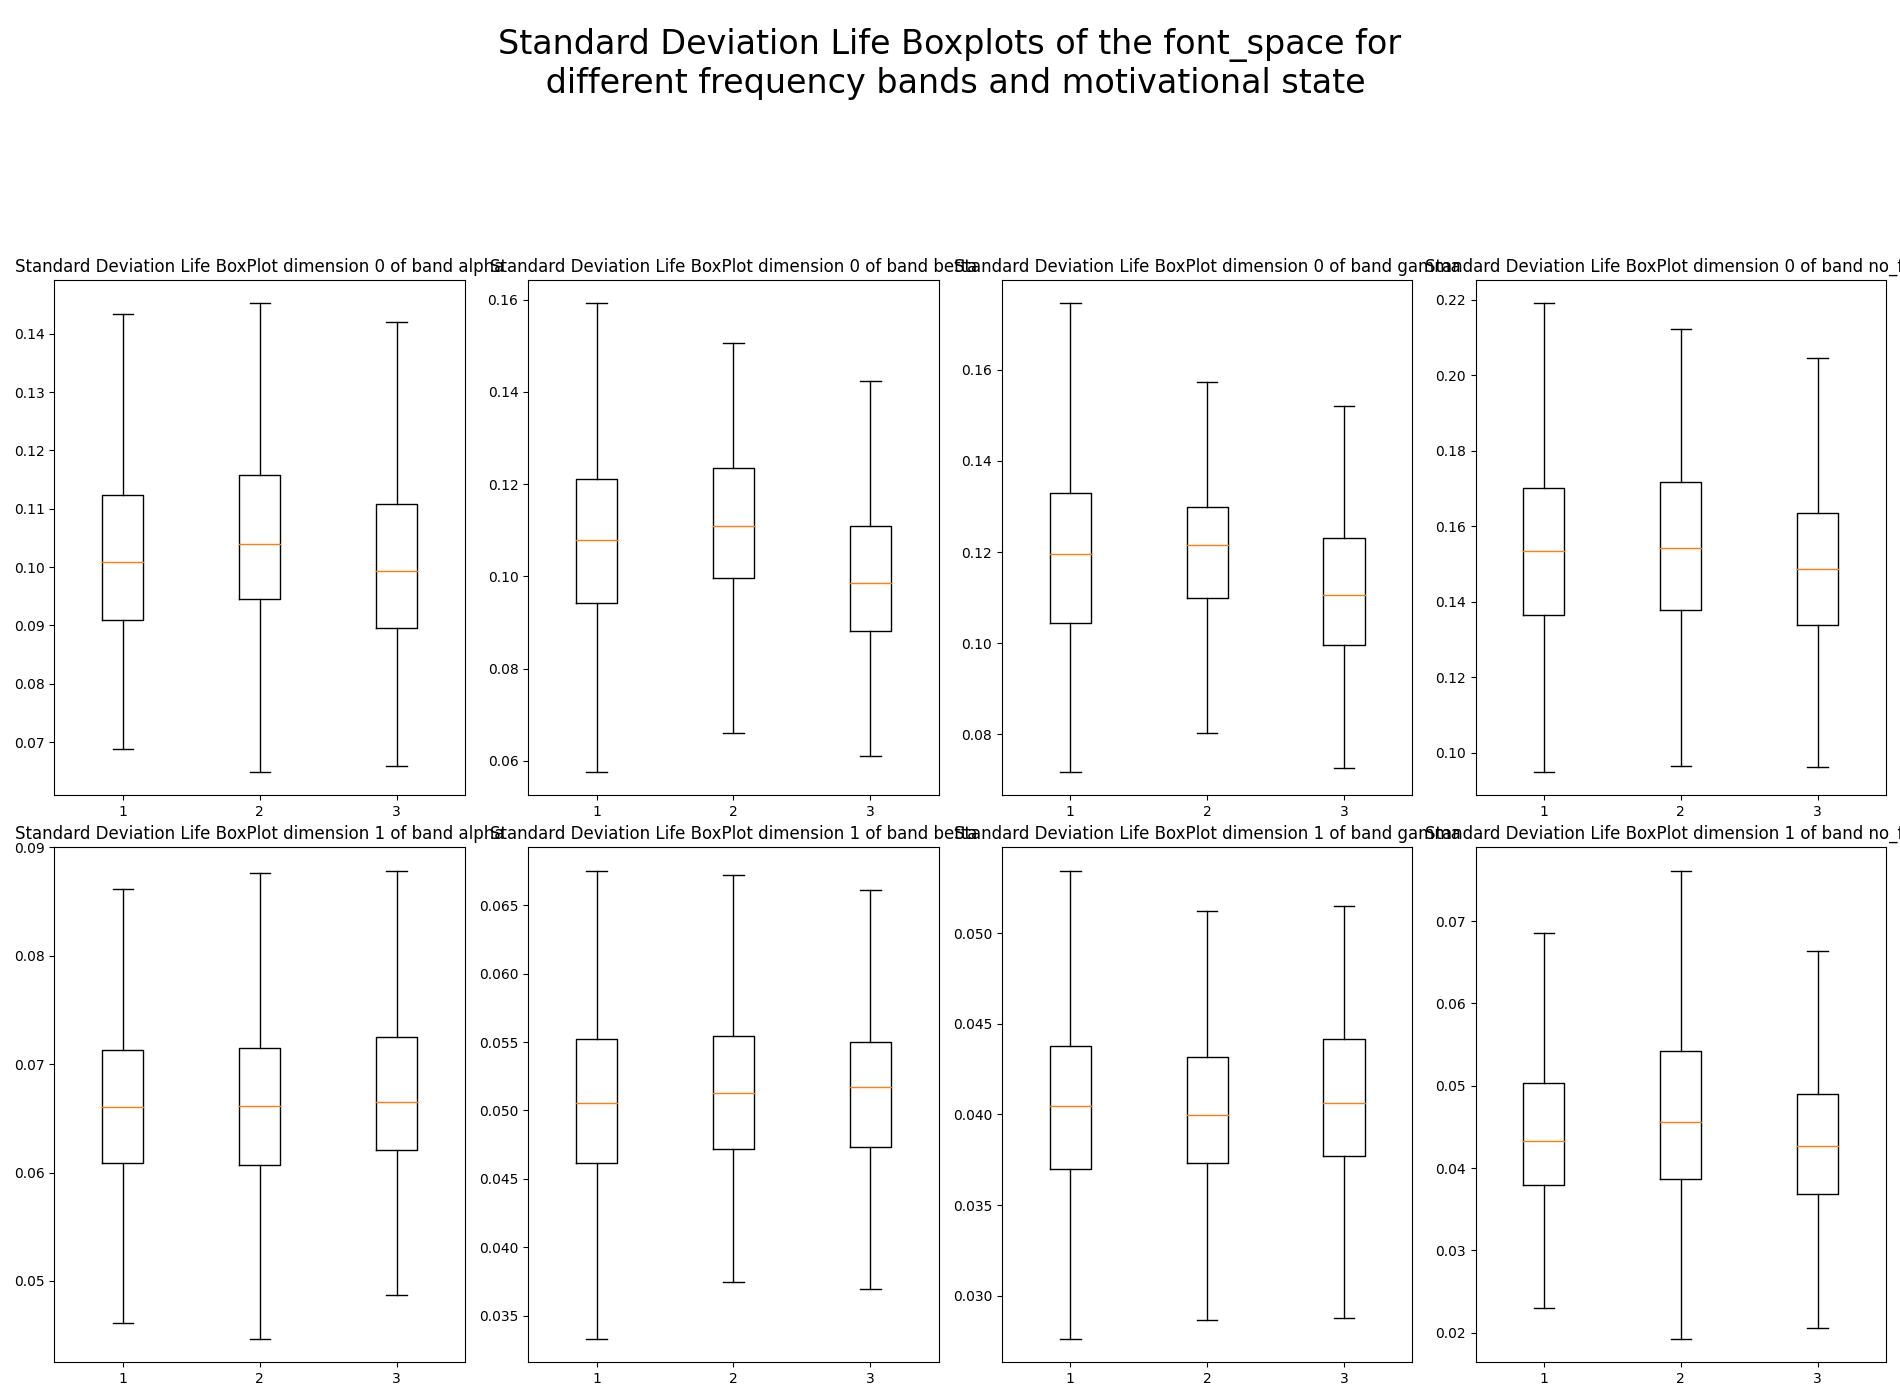 Standard Deviation Life Boxplots of the font_space for
different frequency bands and motivational state
Standard Deviation Life BoxPlot dimension 0 of band alpha
0.14
0.13
0.12
0.11
0.10
0.09
0.08
0.07
1 2 3
Standard Deviation Life BoxPlot dimension 0 of band beta
0.16
0.14
0.12
0.10
0.08
0.06
1 2 3
Standard Deviation Life BoxPlot dimension 0 of band gamma
0.16
0.14
0.12
0.10
0.08
1 2 3
Standard Deviation Life BoxPlot dimension 0 of band no_f
0.22
0.20
0.18
0.16
0.14
0.12
0.10
1 2 3
Standard Deviation Life BoxPlot dimension 1 of band alpha
0.09
0.08
0.07
0.06
0.05
1 2 3
Standard Deviation Life BoxPlot dimension 1 of band beta
0.065
0.060
0.055
0.050
0.045
0.040
0.035
1 2 3
Standard Deviation Life BoxPlot dimension 1 of band gamma
0.050
0.045
0.040
0.035
0.030
1 2 3
Standard Deviation Life BoxPlot dimension 1 of band no_f
0.07
0.06
0.05
0.04
0.03
0.02
1 2 3